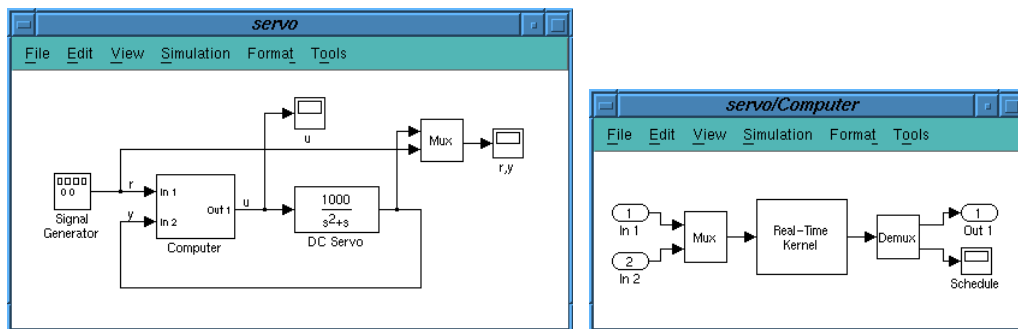 servo
File Edit View Simulation Format Tools
u
Mux
r,y
r
In 1
Out 1
u
y
In 2
Computer
Signal
Generator
1000
s²+s
DC Servo
servo/Computer
File Edit View Simulation Format Tools
1
In 1
2
In 2
Mux
Real-Time
Kernel
Demux
1
Out 1
Schedule